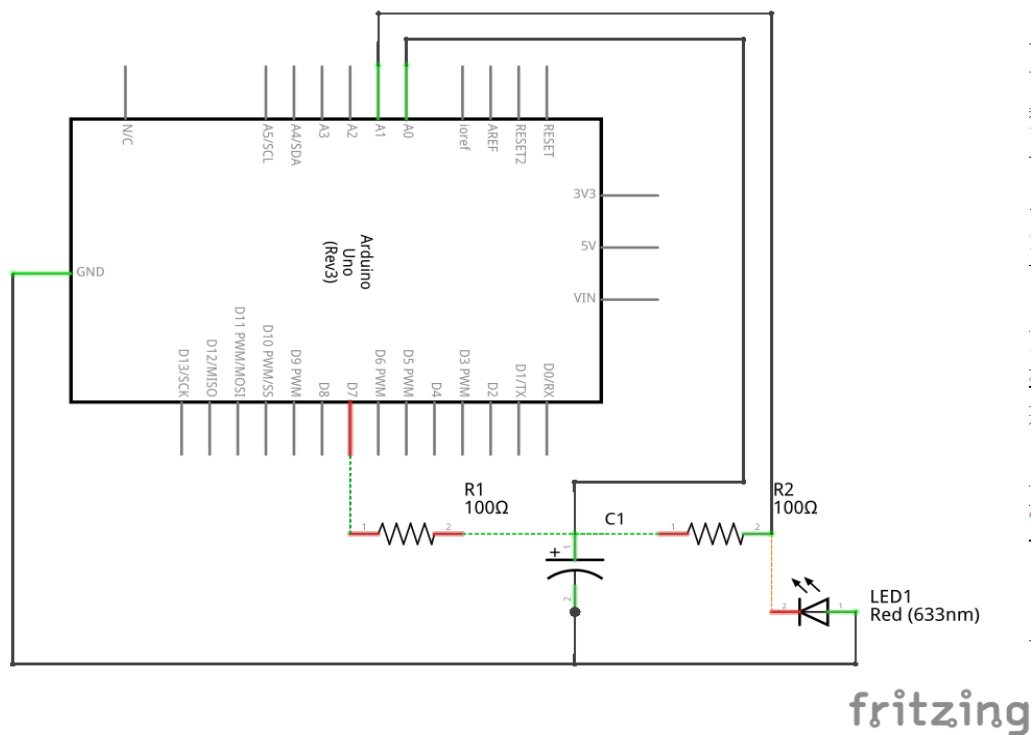 N/C
A5/SCL
A4/SDA
A3
A2
A1
A0
ioref
AREF
RESET2
RESET
3V3
5V
VIN
Arduino
Uno
(Rev3)
GND
D13/SCK
D12/MISO
D11 PWM/MOSI
D10 PWM/SS
D9 PWM
D8
D7
D6 PWM
D5 PWM
D4
D3 PWM
D2
D1/TX
D0/RX
R1
100Ω
1
2
C1
+
1
2
R2
100Ω
1
2
LED1
Red (633nm)
2
1
fritzing